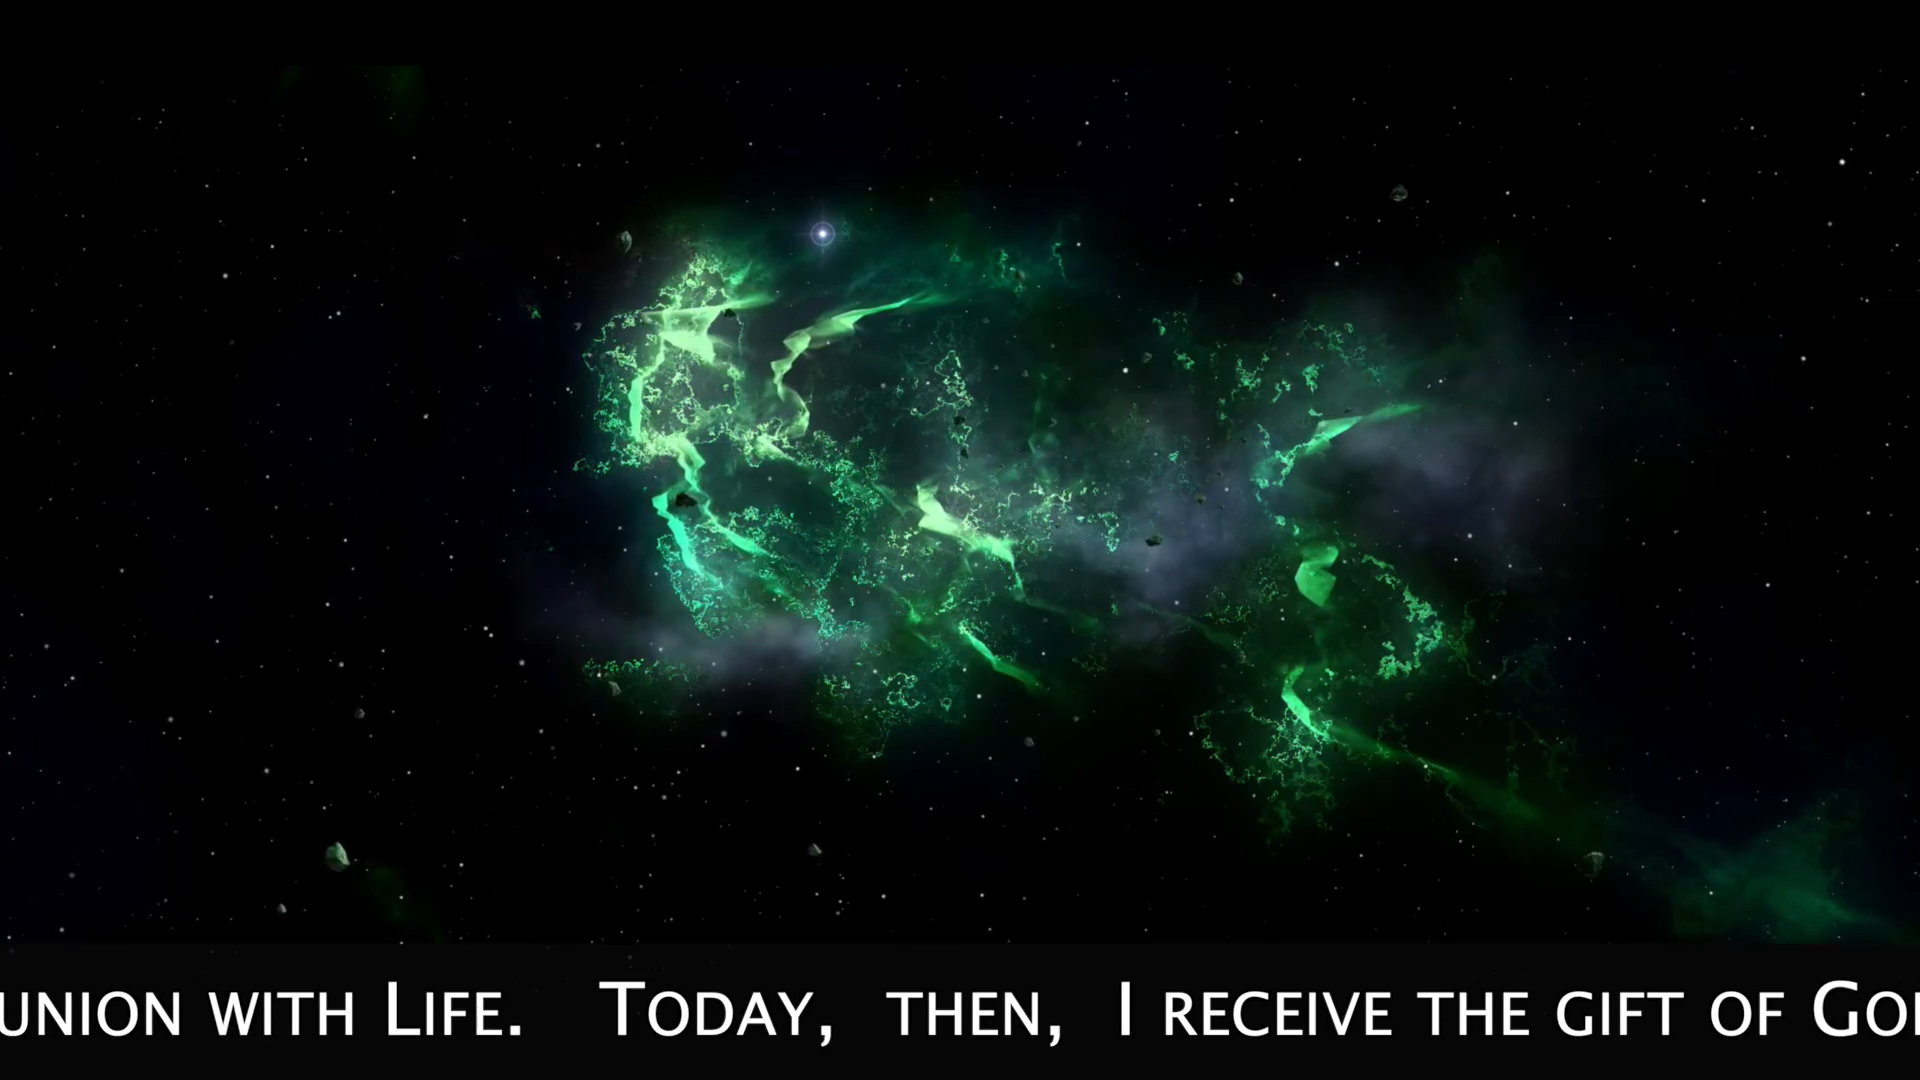 UNION WITH LIFE. TODAY, THEN, I RECEIVE THE GIFT OF